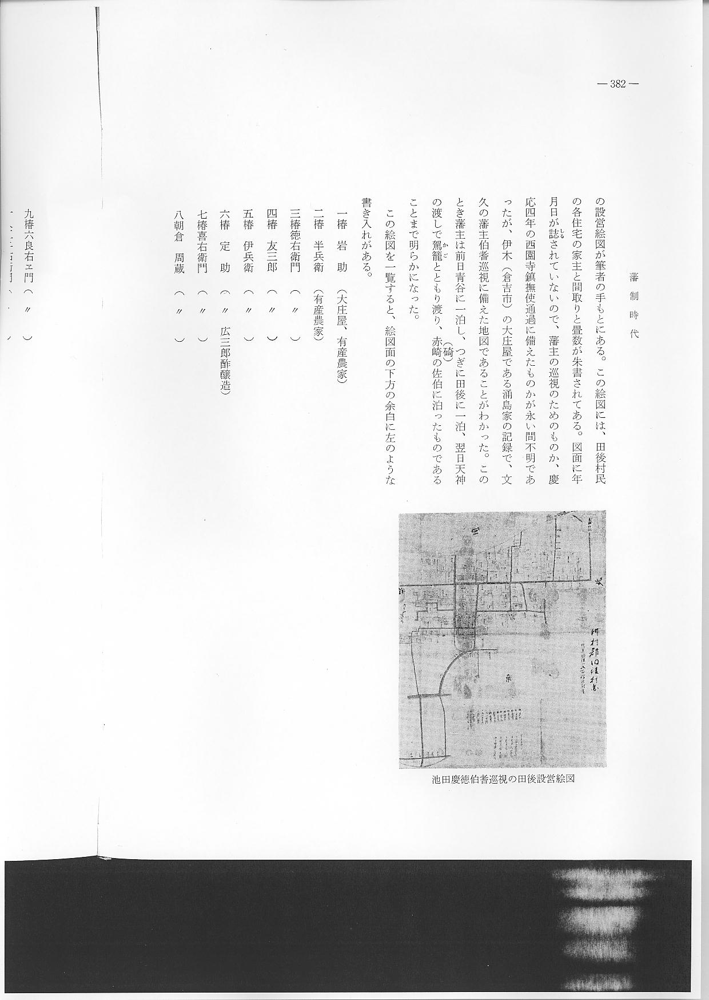 — 382 —
藩制時代
の設営絵図が筆者の手もとにある。この絵図には、田後村民
の各住宅の家主と間取りと畳数が朱書されてある。図面に年
月日が誌されていないので、藩主の巡視のためのものか、慶
しる
応四年の西園寺鎮撫使通過に備えたものかが永い間不明であ
ったが、伊木（倉吉市）の大庄屋である涌島家の記録で、文
久の藩主伯耆巡視に備えた地図であることがわかった。この
とき藩主は前日青谷に一泊し、つぎに田後に一泊、翌日天神
の渡しで駕籠とともり渡り、赤崎の佐伯に泊ったものである
かご
（碕）
ことまで明らかになった。
この絵図を一覧すると、絵図面の下方の余白に左のような
書き入れがある。
一椿　岩　助　（大庄屋、有産農家）
二椿　半兵衛　（有産農家）
三椿徳右衛門　（　〃　）
四椿　友三郎　（　〃　）
五椿　伊兵衛　（　〃　）
六椿　定　助　（　〃　広三郎酢醸造）
七椿喜右衛門　（　〃　）
八朝倉　周蔵　（　〃　）
九椿六良右ヱ門（　〃　）
池田慶徳伯耆巡視の田後設営絵図